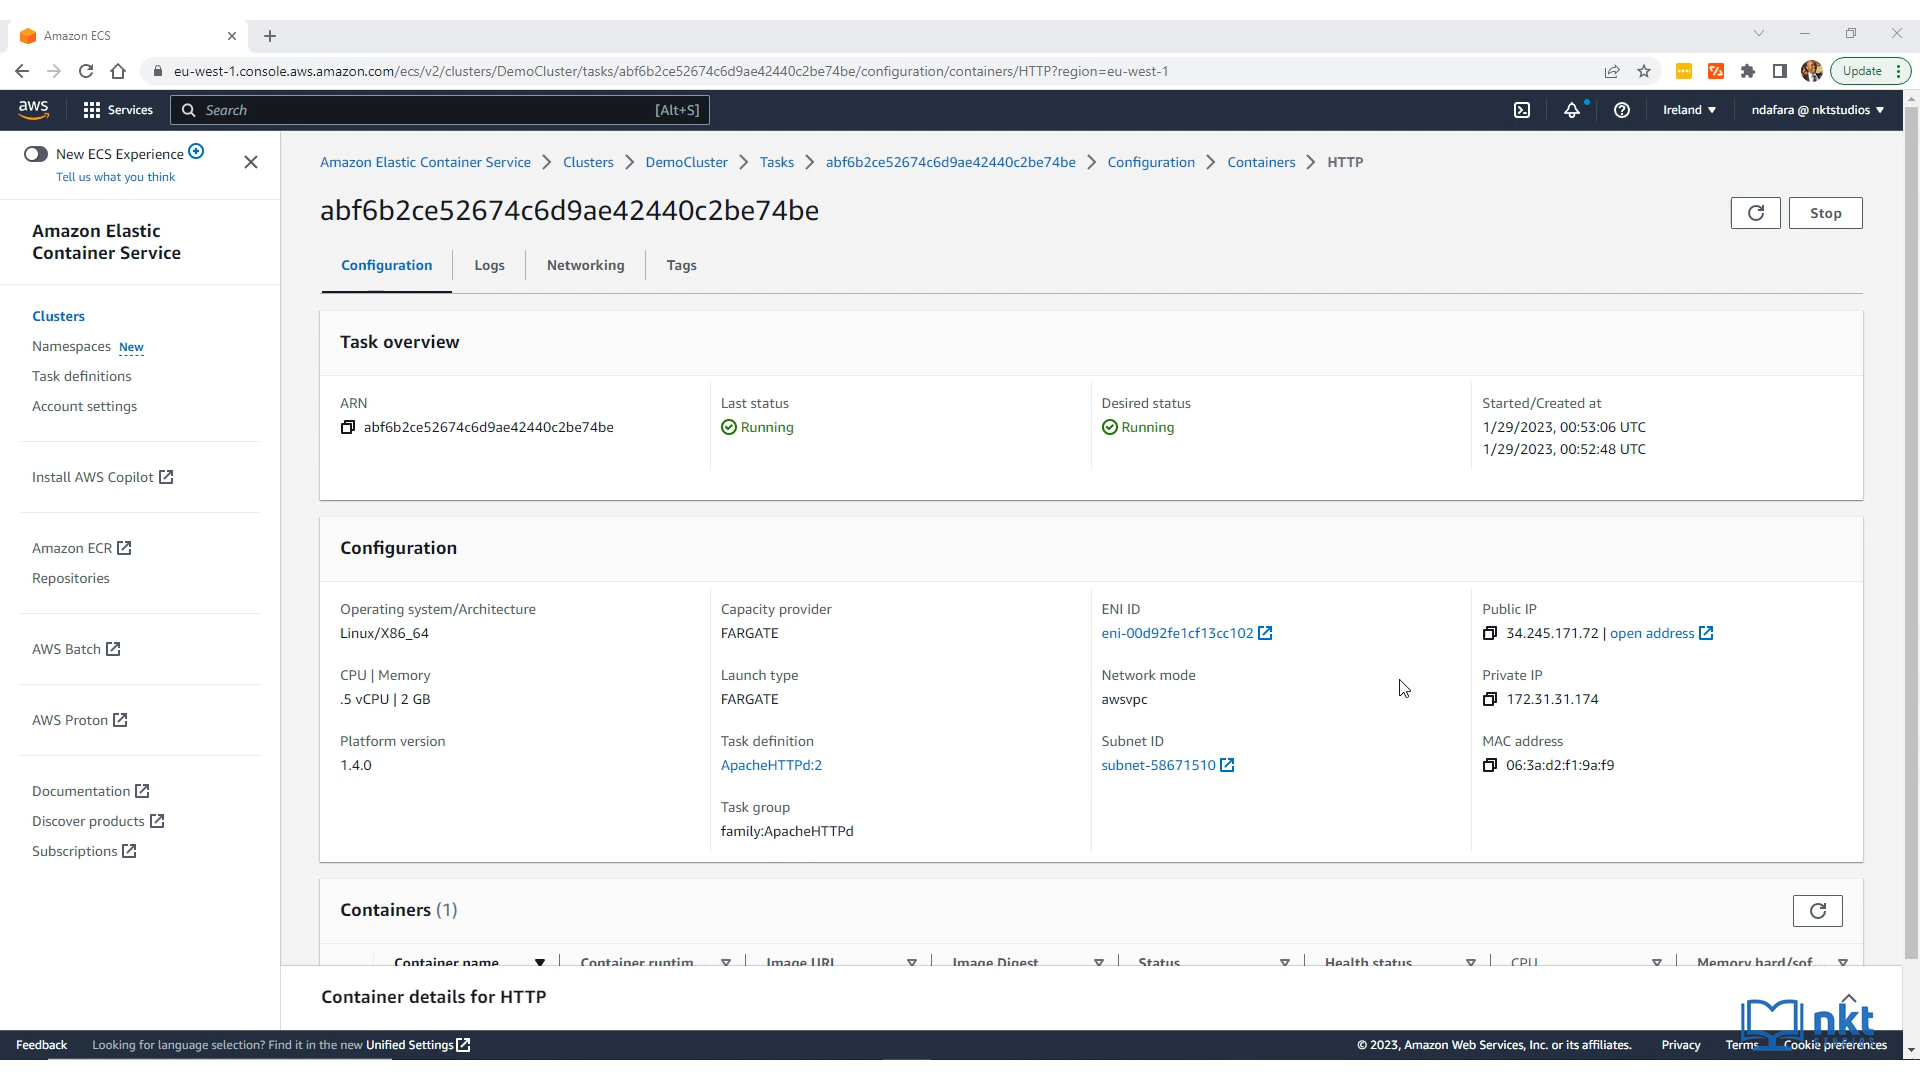 Amazon ECS
eu-west-1.console.aws.amazon.com/ecs/v2/clusters/DemoCluster/tasks/abf6b2ce52674c6d9ae42440c2be74be/configuration/containers/HTTP?region=eu-west-1
Update
aws
Services
Search
[Alt+S]
Ireland
ndafara @ nktstudios
New ECS Experience
Tell us what you think
Amazon Elastic
Container Service
Clusters
Namespaces New
Task definitions
Account settings
Install AWS Copilot
Amazon ECR
Repositories
AWS Batch
AWS Proton
Documentation
Discover products
Subscriptions
Amazon Elastic Container Service > Clusters > DemoCluster > Tasks > abf6b2ce52674c6d9ae42440c2be74be > Configuration > Containers > HTTP
abf6b2ce52674c6d9ae42440c2be74be
Stop
Configuration
Logs
Networking
Tags
Task overview
ARN
abf6b2ce52674c6d9ae42440c2be74be
Last status
Running
Desired status
Running
Started/Created at
1/29/2023, 00:53:06 UTC
1/29/2023, 00:52:48 UTC
Configuration
Operating system/Architecture
Linux/X86_64
CPU | Memory
.5 vCPU | 2 GB
Platform version
1.4.0
Capacity provider
FARGATE
Launch type
FARGATE
Task definition
ApacheHTTPd:2
Task group
family:ApacheHTTPd
ENI ID
eni-00d92fe1cf13cc102
Network mode
awsvpc
Subnet ID
subnet-58671510
Public IP
34.245.171.72 | open address
Private IP
172.31.31.174
MAC address
06:3a:d2:f1:9a:f9
Containers (1)
Container name
Container runtim...
Image URI
Image Digest
Status
Health status
CPU
Memory hard/sof...
Container details for HTTP
nkt
STUDIOS
Feedback
Looking for language selection? Find it in the new Unified Settings
© 2023, Amazon Web Services, Inc. or its affiliates.
Privacy
Terms
Cookie preferences